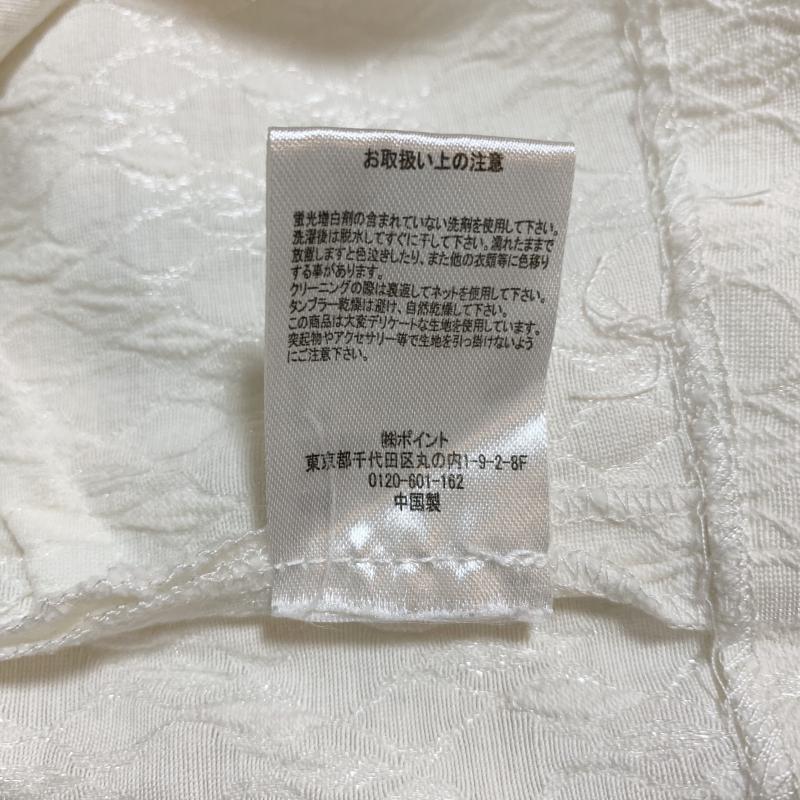 お取扱い上の注意
蛍光増白剤の含まれていない洗剤を使用して下さい。
洗濯後は脱水してすぐに干して下さい。濡れたままで
放置しますと色泣きしたり、また他の衣類等に色移り
する事があります。
クリーニングの際は裏返してネットを使用して下さい。
タンブラー乾燥は避け、自然乾燥して下さい。
この商品は大変デリケートな生地を使用しています。
突起物やアクセサリー等で生地を引っ掛けないよう
にご注意下さい。
㈱ポイント
東京都千代田区丸の内1-9-2-8F
0120-601-162
中国製